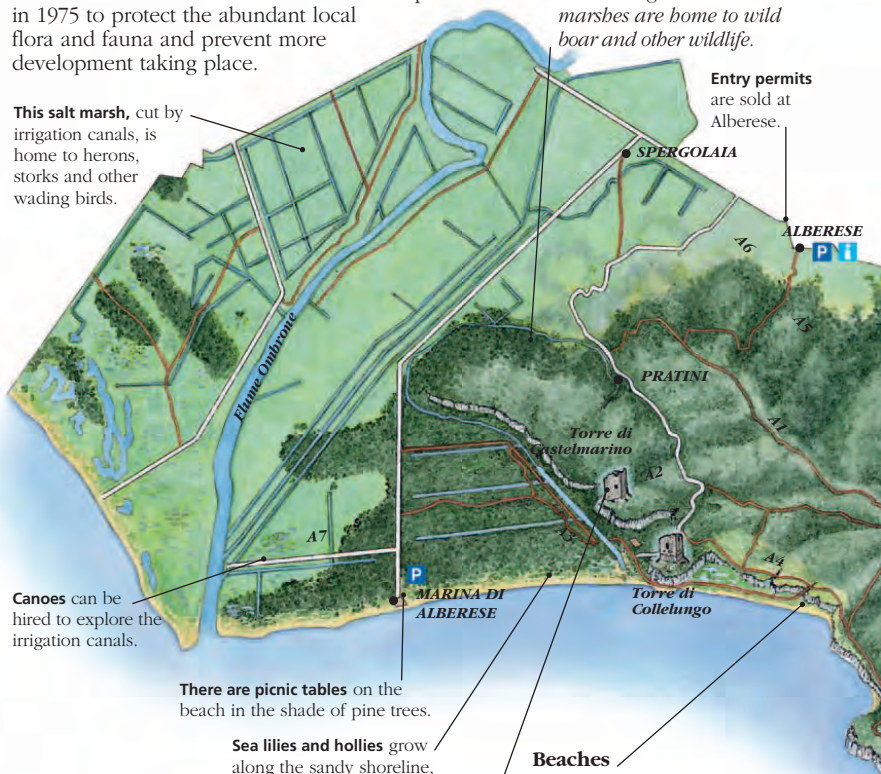 in 1975 to protect the abundant local
flora and fauna and prevent more
development taking place.
marshes are home to wild
boar and other wildlife.
Entry permits
are sold at
Alberese.
This salt marsh, cut by
irrigation canals, is
home to herons,
storks and other
wading birds.
SPERGOLAIA
ALBERESE
P i
A6
A5
Fiume Ombrone
PRATINI
A1
Torre di
Castelmarino
A2
A7
A3
A4
P
MARINA DI
ALBERESE
Torre di
Collelungo
Canoes can be
hired to explore the
irrigation canals.
There are picnic tables on the
beach in the shade of pine trees.
Sea lilies and hollies grow
along the sandy shoreline,
Beaches